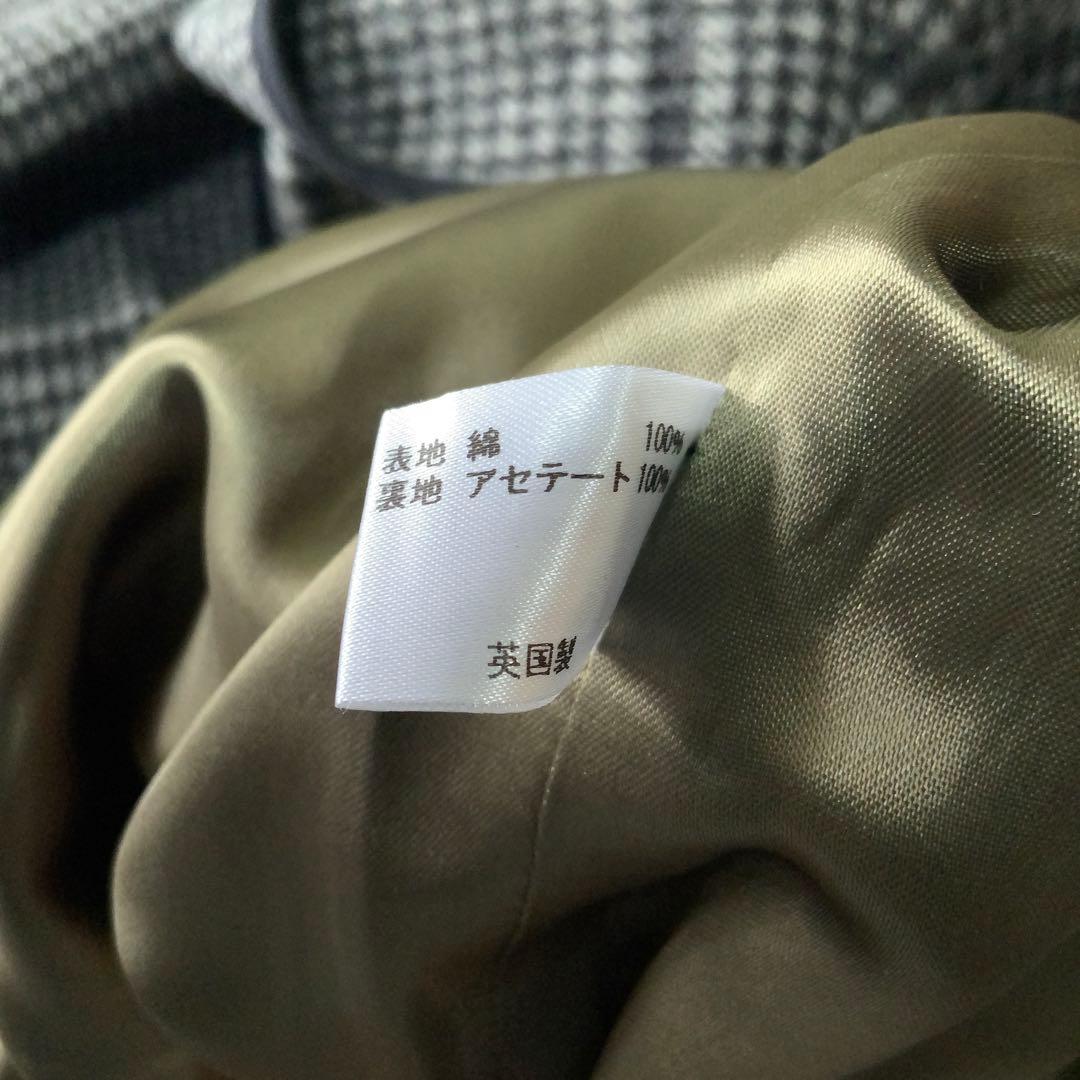 表地 綿 100%
裏地 アセテート 100%
英国製